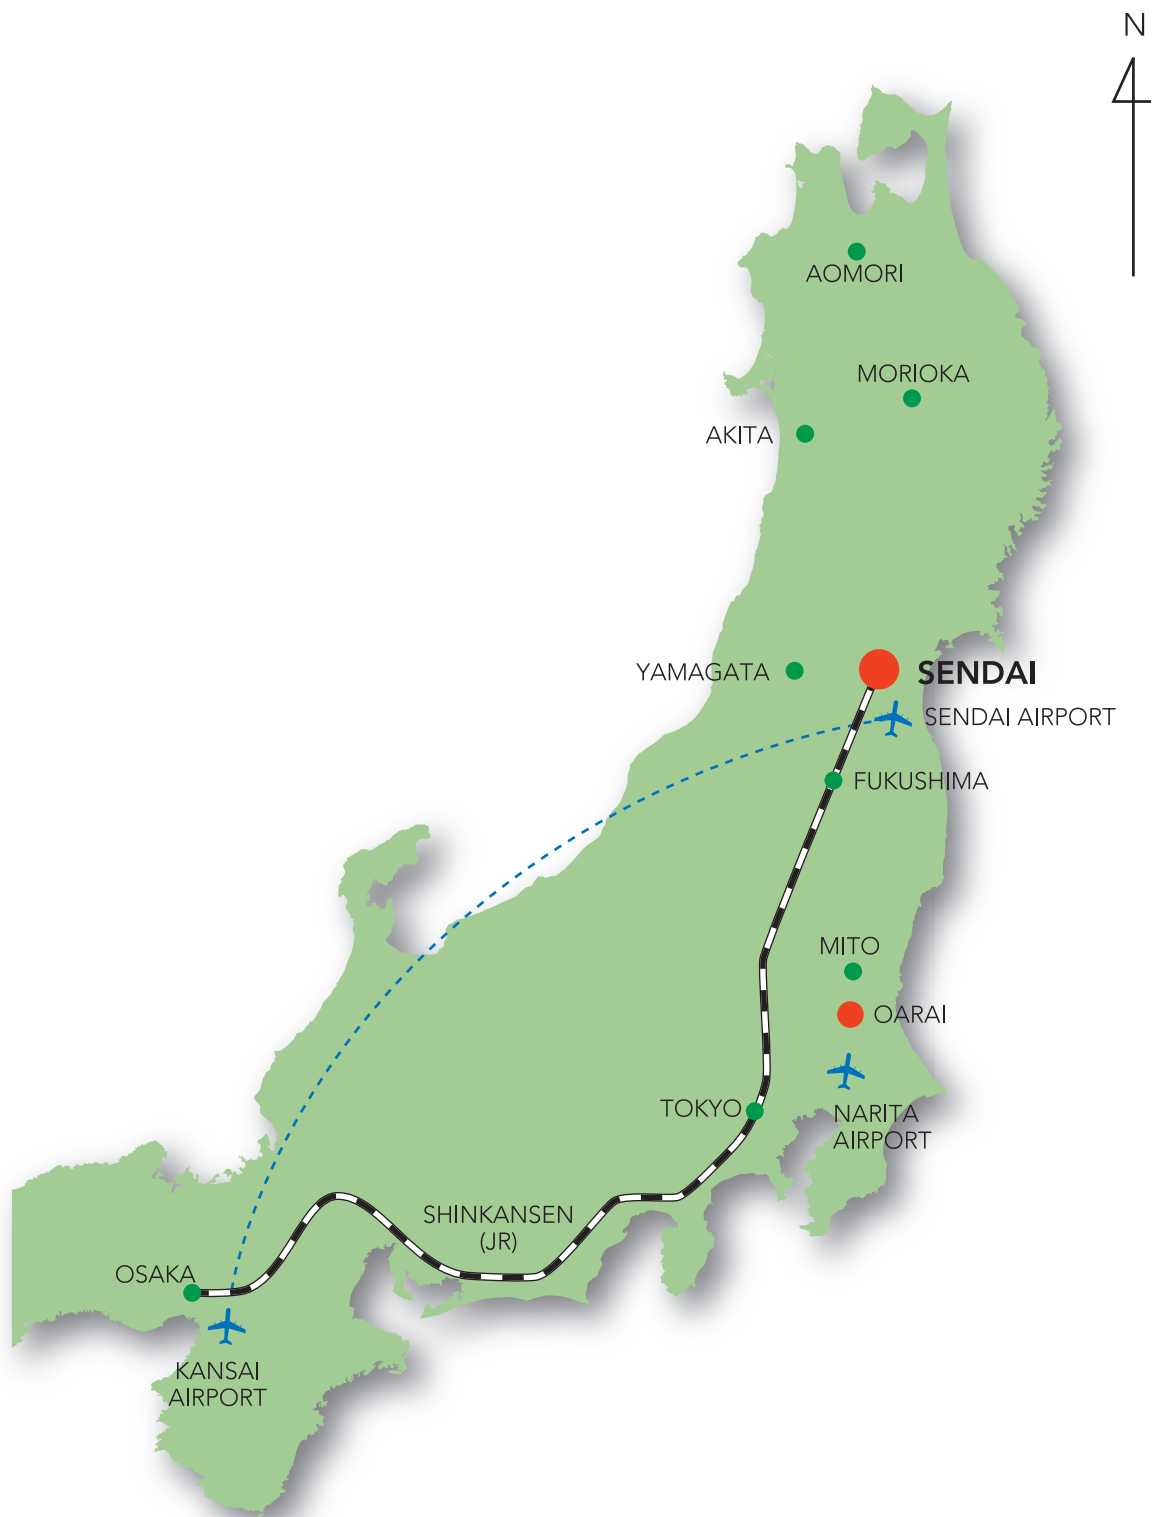 N
AOMORI
MORIOKA
AKITA
YAMAGATA
SENDAI
SENDAI AIRPORT
FUKUSHIMA
MITO
OARAI
TOKYO
NARITA
AIRPORT
SHINKANSEN
(JR)
OSAKA
KANSAI
AIRPORT